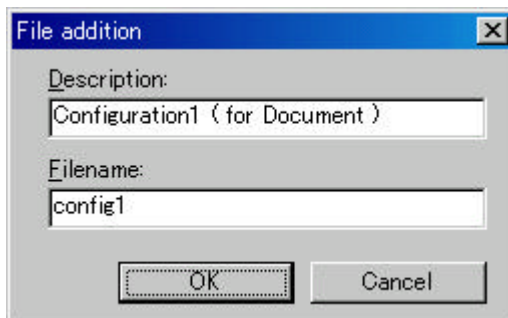 File addition
Description:
Configuration1 ( for Document )
Filename:
config1
OK
Cancel